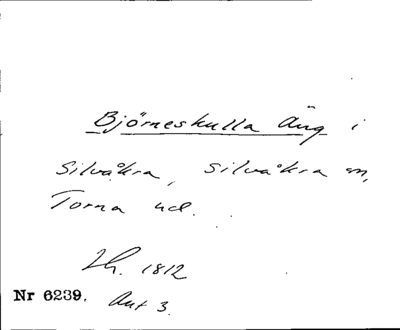 Björneskulla Äng i
Silvåkra, Silvåkra sn,
Torna hd.
Lh. 1812
Nr 6239. Akt 3.